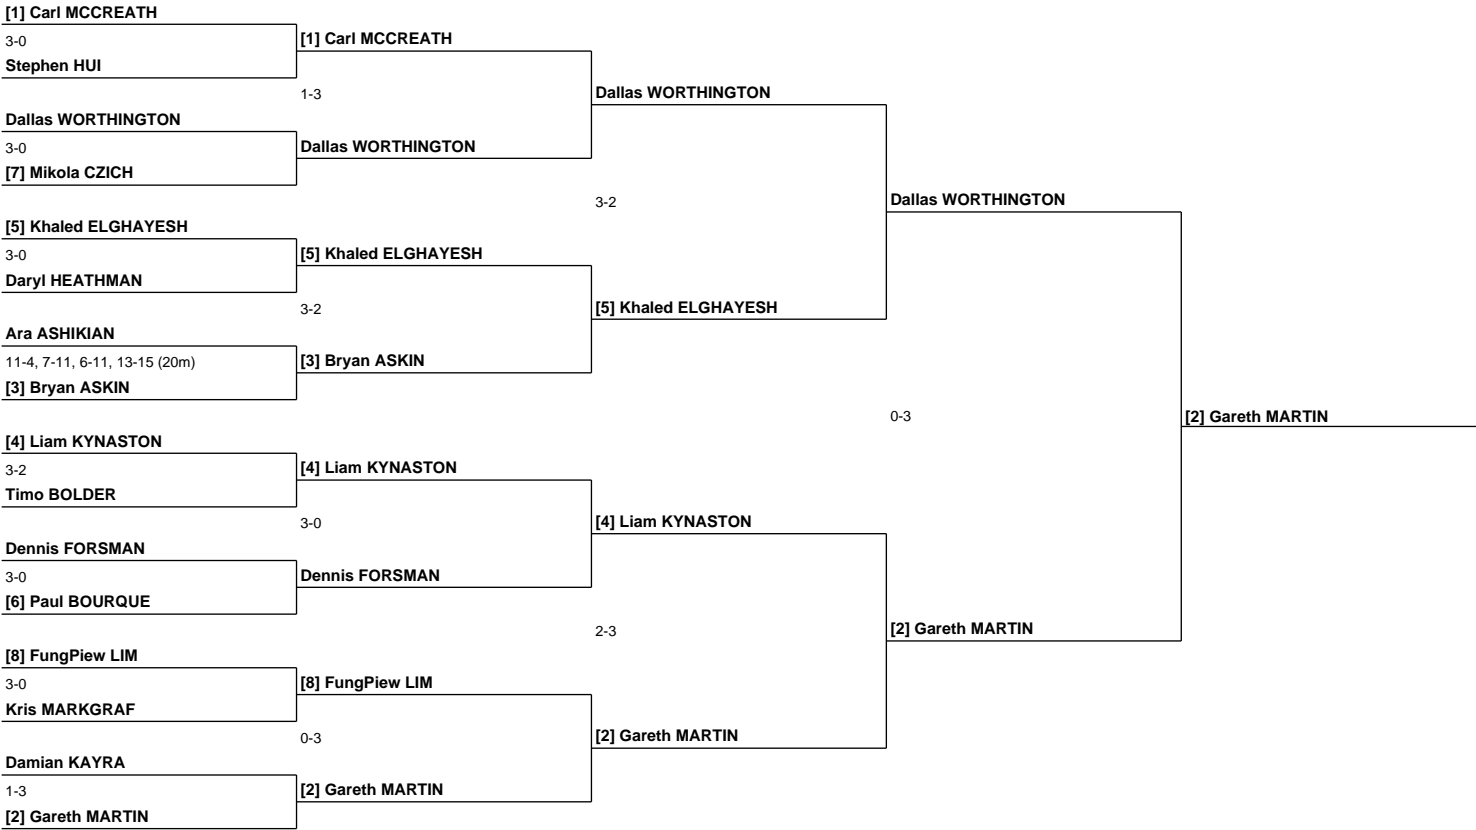 [1] Carl MCCREATH
3-0
Stephen HUI
Dallas WORTHINGTON
3-0
[7] Mikola CZICH
[5] Khaled ELGHAYESH
3-0
Daryl HEATHMAN
Ara ASHIKIAN
11-4, 7-11, 6-11, 13-15 (20m)
[3] Bryan ASKIN
[4] Liam KYNASTON
3-2
Timo BOLDER
Dennis FORSMAN
3-0
[6] Paul BOURQUE
[8] FungPiew LIM
3-0
Kris MARKGRAF
Damian KAYRA
1-3
[2] Gareth MARTIN
[1] Carl MCCREATH
1-3
Dallas WORTHINGTON
[5] Khaled ELGHAYESH
3-2
[3] Bryan ASKIN
[4] Liam KYNASTON
3-0
Dennis FORSMAN
[8] FungPiew LIM
0-3
[2] Gareth MARTIN
Dallas WORTHINGTON
3-2
[5] Khaled ELGHAYESH
[4] Liam KYNASTON
2-3
[2] Gareth MARTIN
Dallas WORTHINGTON
0-3
[2] Gareth MARTIN
[2] Gareth MARTIN